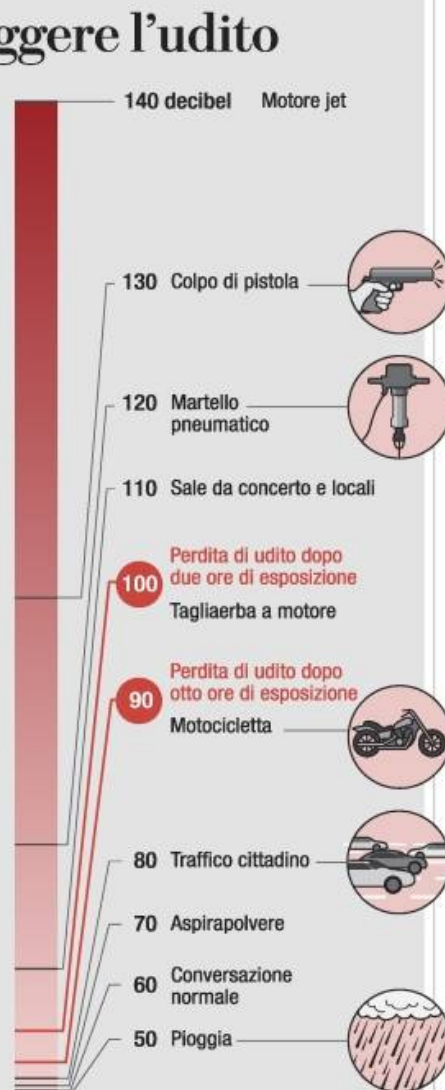 ggere l’udito
140 decibel Motore jet
130 Colpo di pistola
120 Martello
pneumatico
110 Sale da concerto e locali
Perdita di udito dopo
due ore di esposizione
100
Tagliaerba a motore
Perdita di udito dopo
otto ore di esposizione
90
Motocicletta
80 Traffico cittadino
70 Aspirapolvere
60 Conversazione
normale
50 Pioggia